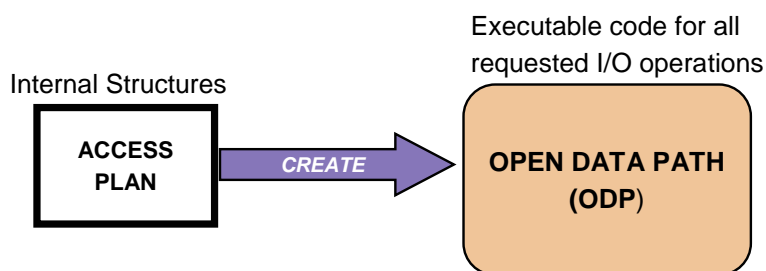 Executable code for all
requested I/O operations
Internal Structures
ACCESS
PLAN
CREATE
OPEN DATA PATH
(ODP)